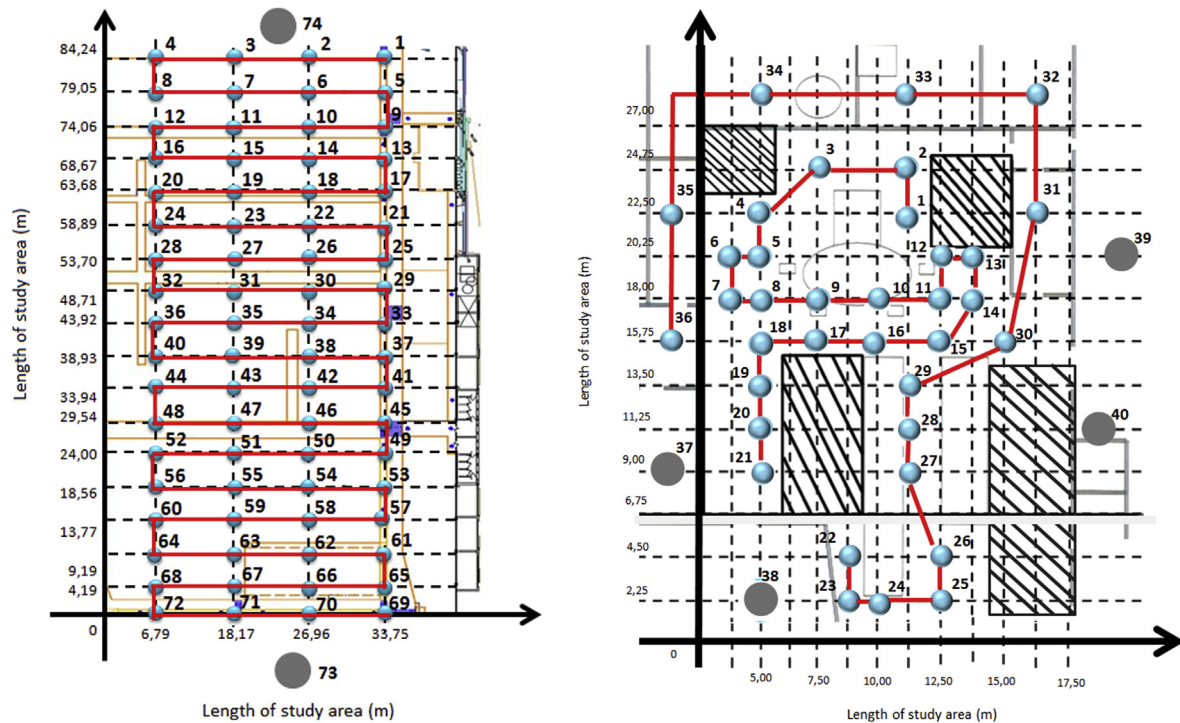 74
84,24 4 3 2 1
79,05 8 7 6 5
74,06 12 11 10 9
68,67 16 15 14 13
63,68 20 19 18 17
58,89 24 23 22 21
53,70 28 27 26 25
48,71 32 31 30 29
43,92 36 35 34 33
38,93 40 39 38 37
33,94 44 43 42 41
29,54 48 47 46 45
24,00 52 51 50 49
18,56 56 55 54 53
13,77 60 59 58 57
9,19 64 63 62 61
4,19 68 67 66 65
72 71 70 69
0 6,79 18,17 26,96 33,75
73
Length of study area (m)
Length of study area (m)
34 33 32
27,00
24,75 3 2
35 4 1 31
22,50
20,25 6 5 12 13 39
18,00 7 8 9 10 11 14
36 15,75 18 17 16 15 30
13,50 19 29
11,25 20 28 40
37 9,00 21 27
6,75
4,50 22 26
38 2,25 23 24 25
0
5,00 7,50 10,00 12,50 15,00 17,50
Length of study area (m)
Length of study area (m)